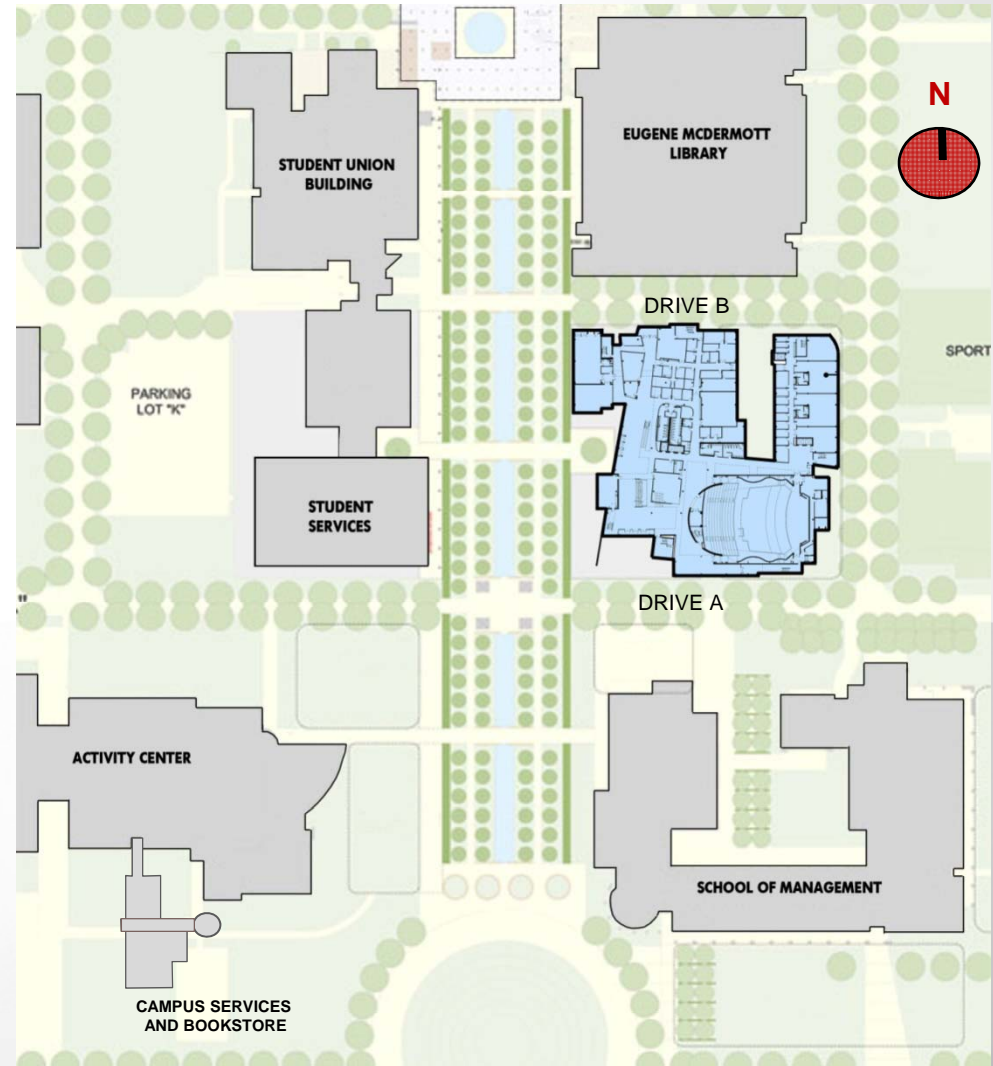 N
EUGENE MCDERMOTT
LIBRARY
STUDENT UNION
BUILDING
DRIVE B
SPORT
PARKING
LOT "K"
STUDENT
SERVICES
DRIVE A
ACTIVITY CENTER
SCHOOL OF MANAGEMENT
CAMPUS SERVICES
AND BOOKSTORE